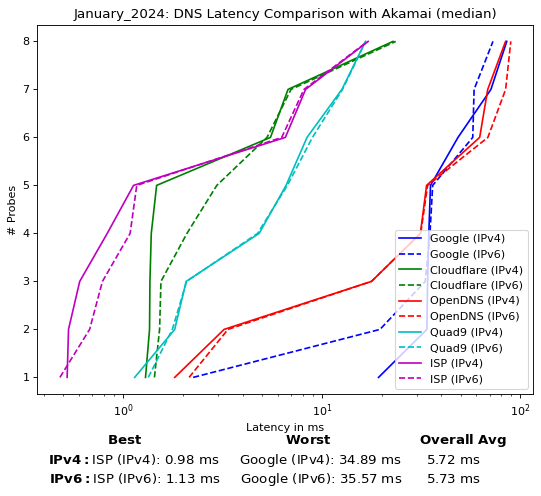 January_2024: DNS Latency Comparison with Akamai (median)
# Probes
8
7
6
5
4
3
2
1
Google (IPv4)
Google (IPv6)
Cloudflare (IPv4)
Cloudflare (IPv6)
OpenDNS (IPv4)
OpenDNS (IPv6)
Quad9 (IPv4)
Quad9 (IPv6)
ISP (IPv4)
ISP (IPv6)
10⁰ 10¹ 10²
Latency in ms
Best Worst Overall Avg
IPv4: ISP (IPv4): 0.98 ms Google (IPv4): 34.89 ms 5.72 ms
IPv6: ISP (IPv6): 1.13 ms Google (IPv6): 35.57 ms 5.73 ms